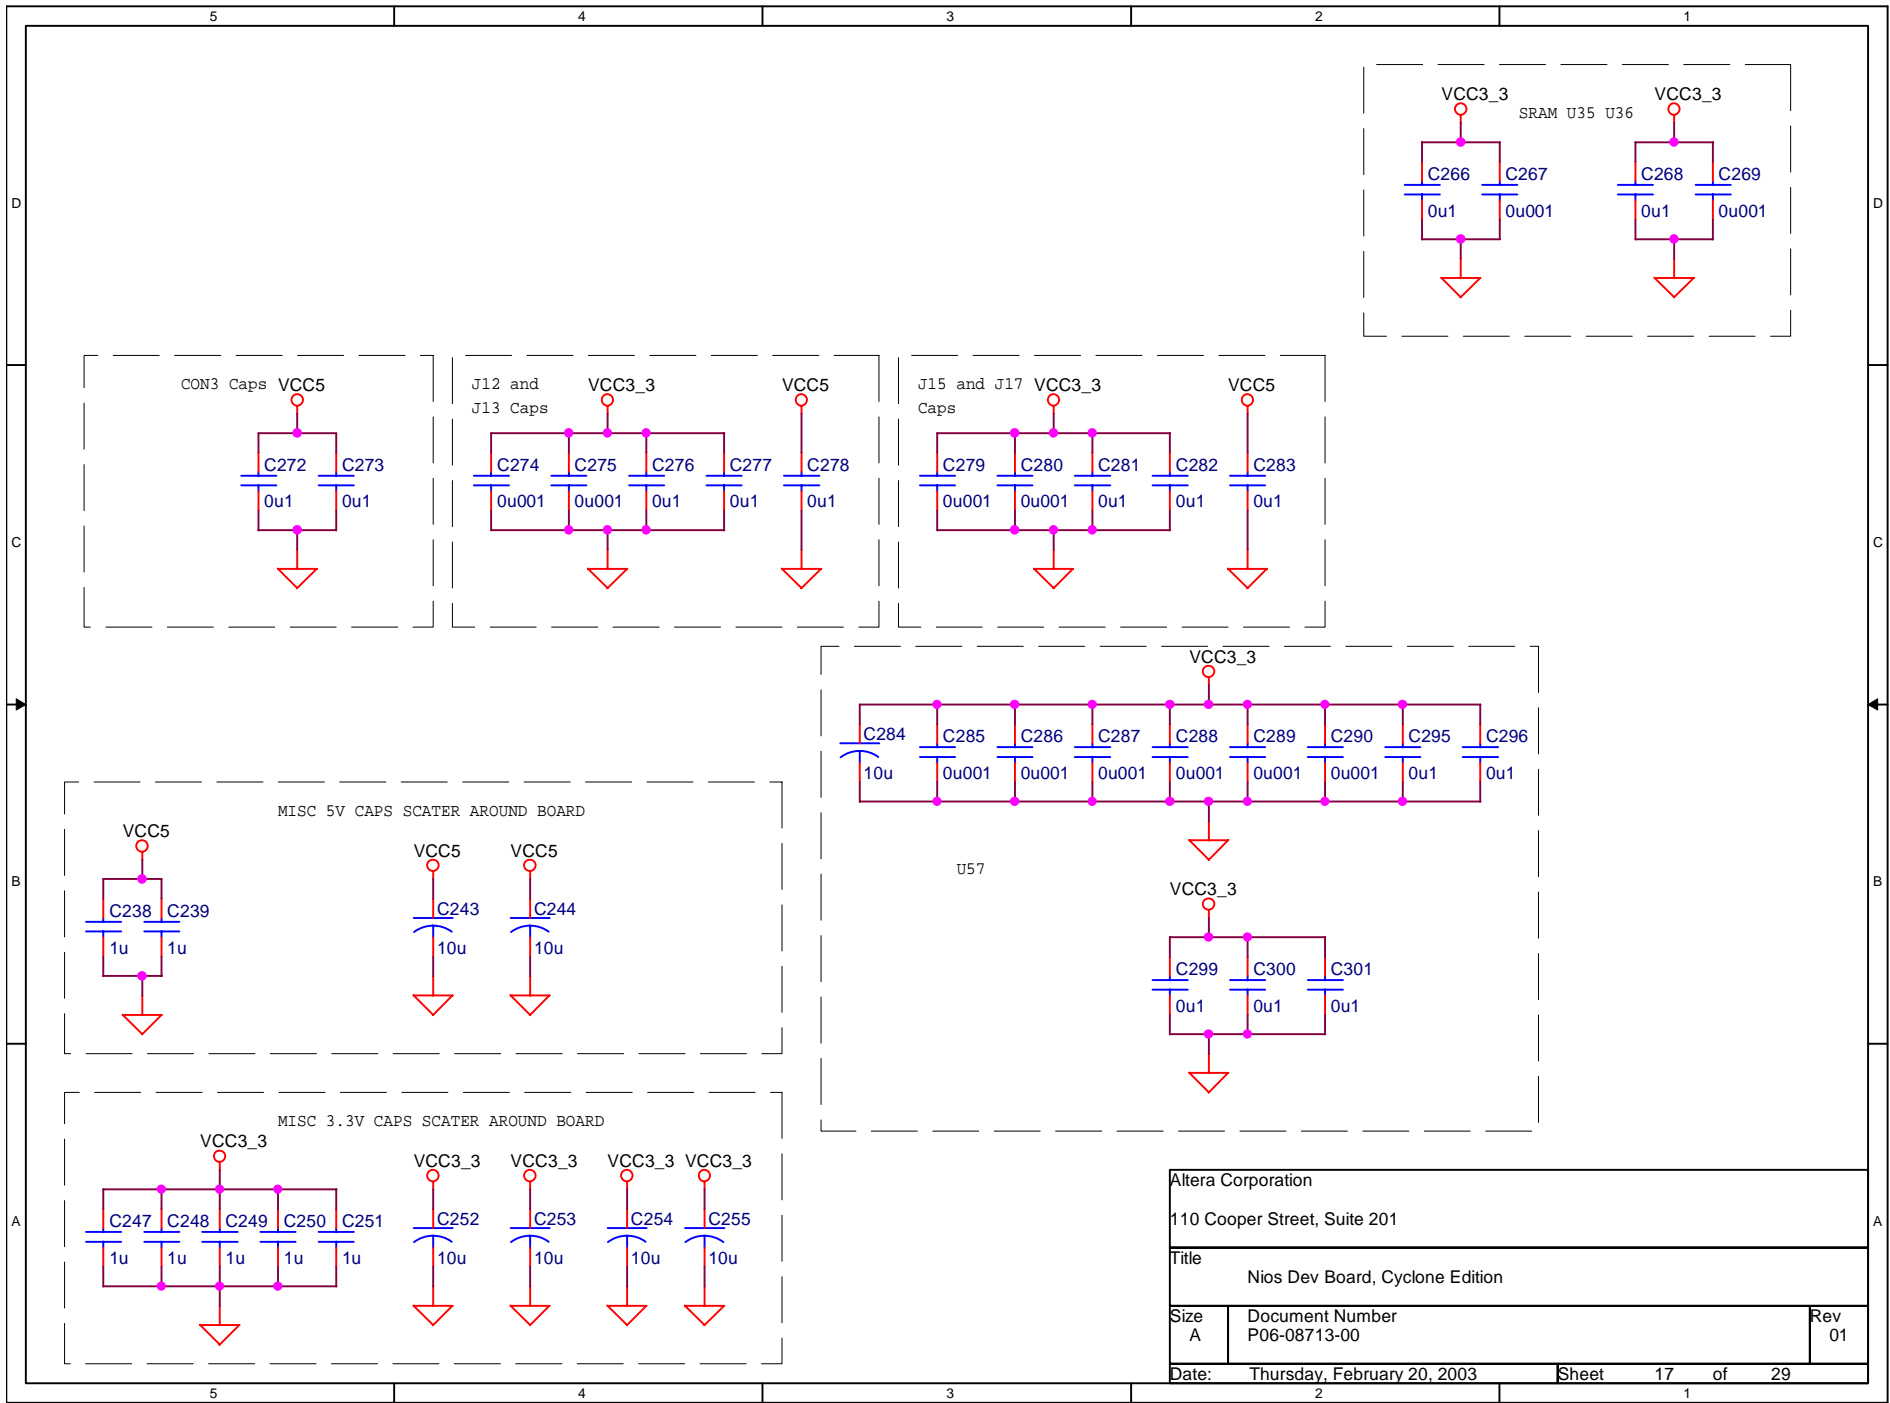 5 4 3 2 1
D D
C C
B B
A A
VCC3_3 VCC3_3
SRAM U35 U36
C266 C267 C268 C269
0u1 0u001 0u1 0u001
CON3 Caps VCC5
C272 C273
0u1 0u1
J12 and VCC3_3 VCC5
J13 Caps
C274 C275 C276 C277 C278
0u001 0u001 0u1 0u1 0u1
J15 and J17 VCC3_3 VCC5
Caps
C279 C280 C281 C282 C283
0u001 0u001 0u1 0u1 0u1
VCC3_3
C284 C285 C286 C287 C288 C289 C290 C295 C296
10u 0u001 0u001 0u001 0u001 0u001 0u001 0u1 0u1
U57
VCC3_3
C299 C300 C301
0u1 0u1 0u1
MISC 5V CAPS SCATER AROUND BOARD
VCC5 VCC5 VCC5
C238 C239 C243 C244
1u 1u 10u 10u
MISC 3.3V CAPS SCATER AROUND BOARD
VCC3_3 VCC3_3 VCC3_3 VCC3_3 VCC3_3
C247 C248 C249 C250 C251 C252 C253 C254 C255
1u 1u 1u 1u 1u 10u 10u 10u 10u
Altera Corporation
110 Cooper Street, Suite 201
Title
Nios Dev Board, Cyclone Edition
Size Document Number Rev
A P06-08713-00 01
Date: Thursday, February 20, 2003 Sheet 17 of 29
5 4 3 2 1